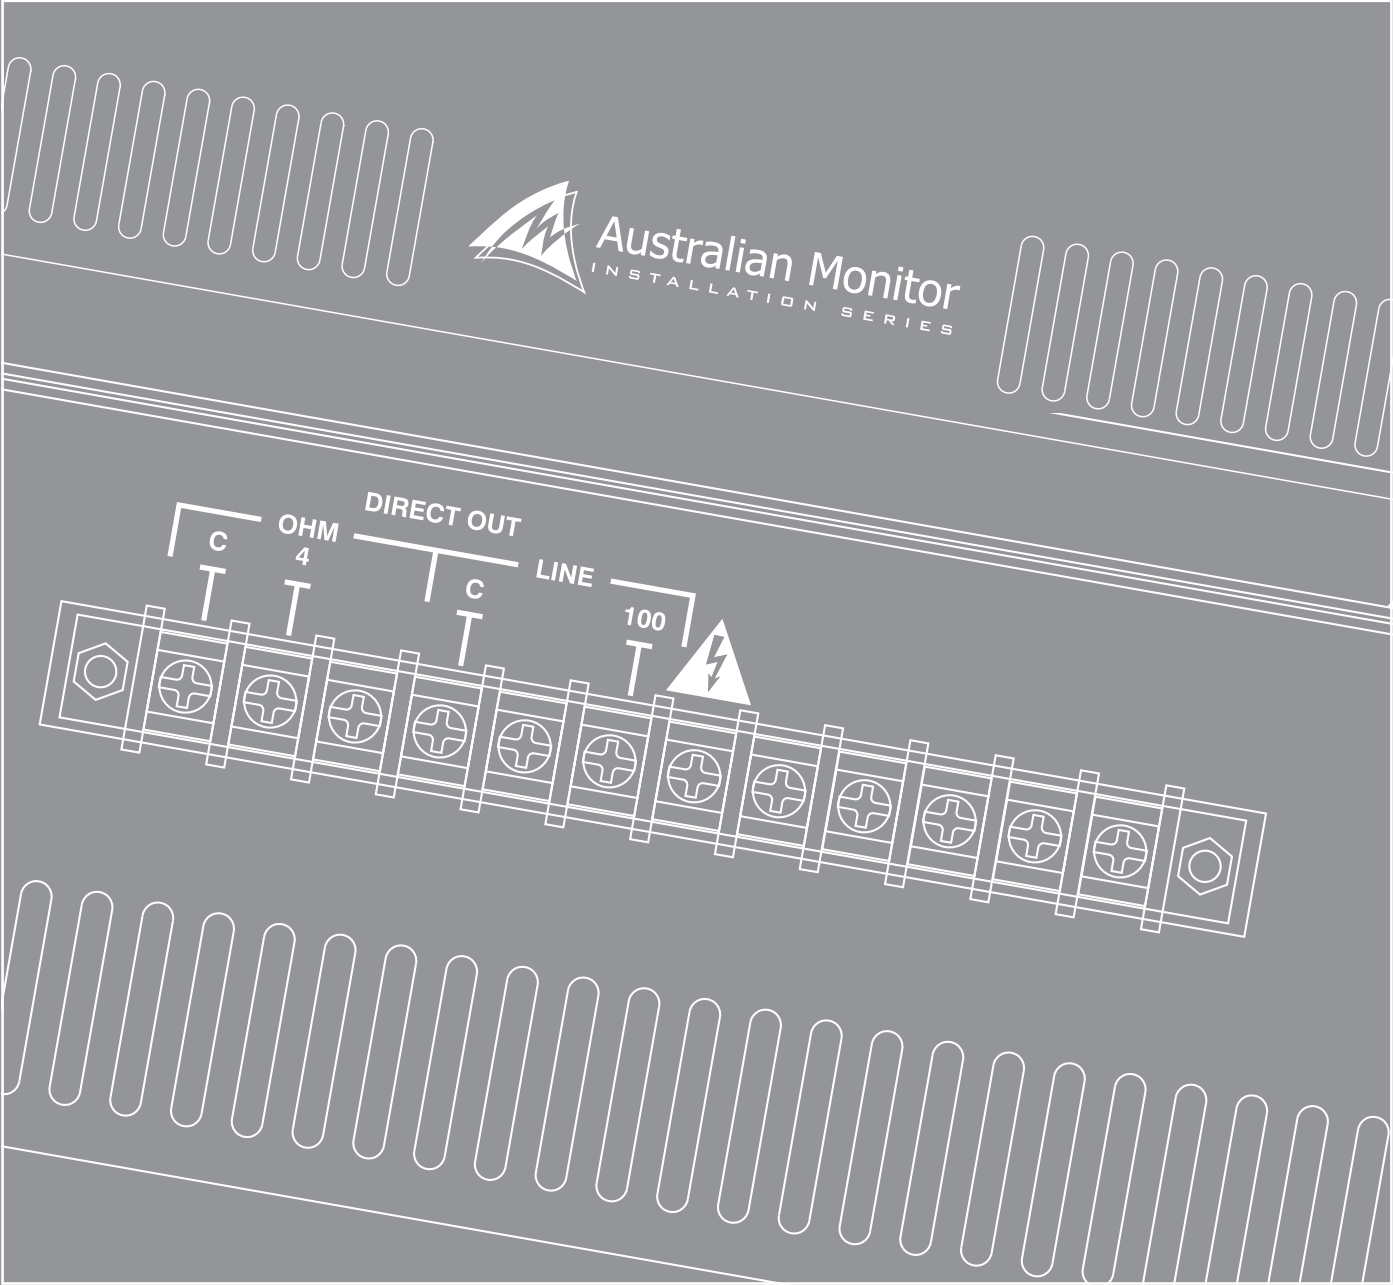 Australian Monitor
INSTALLATION SERIES
DIRECT OUT
OHM
LINE
C
4
C
100